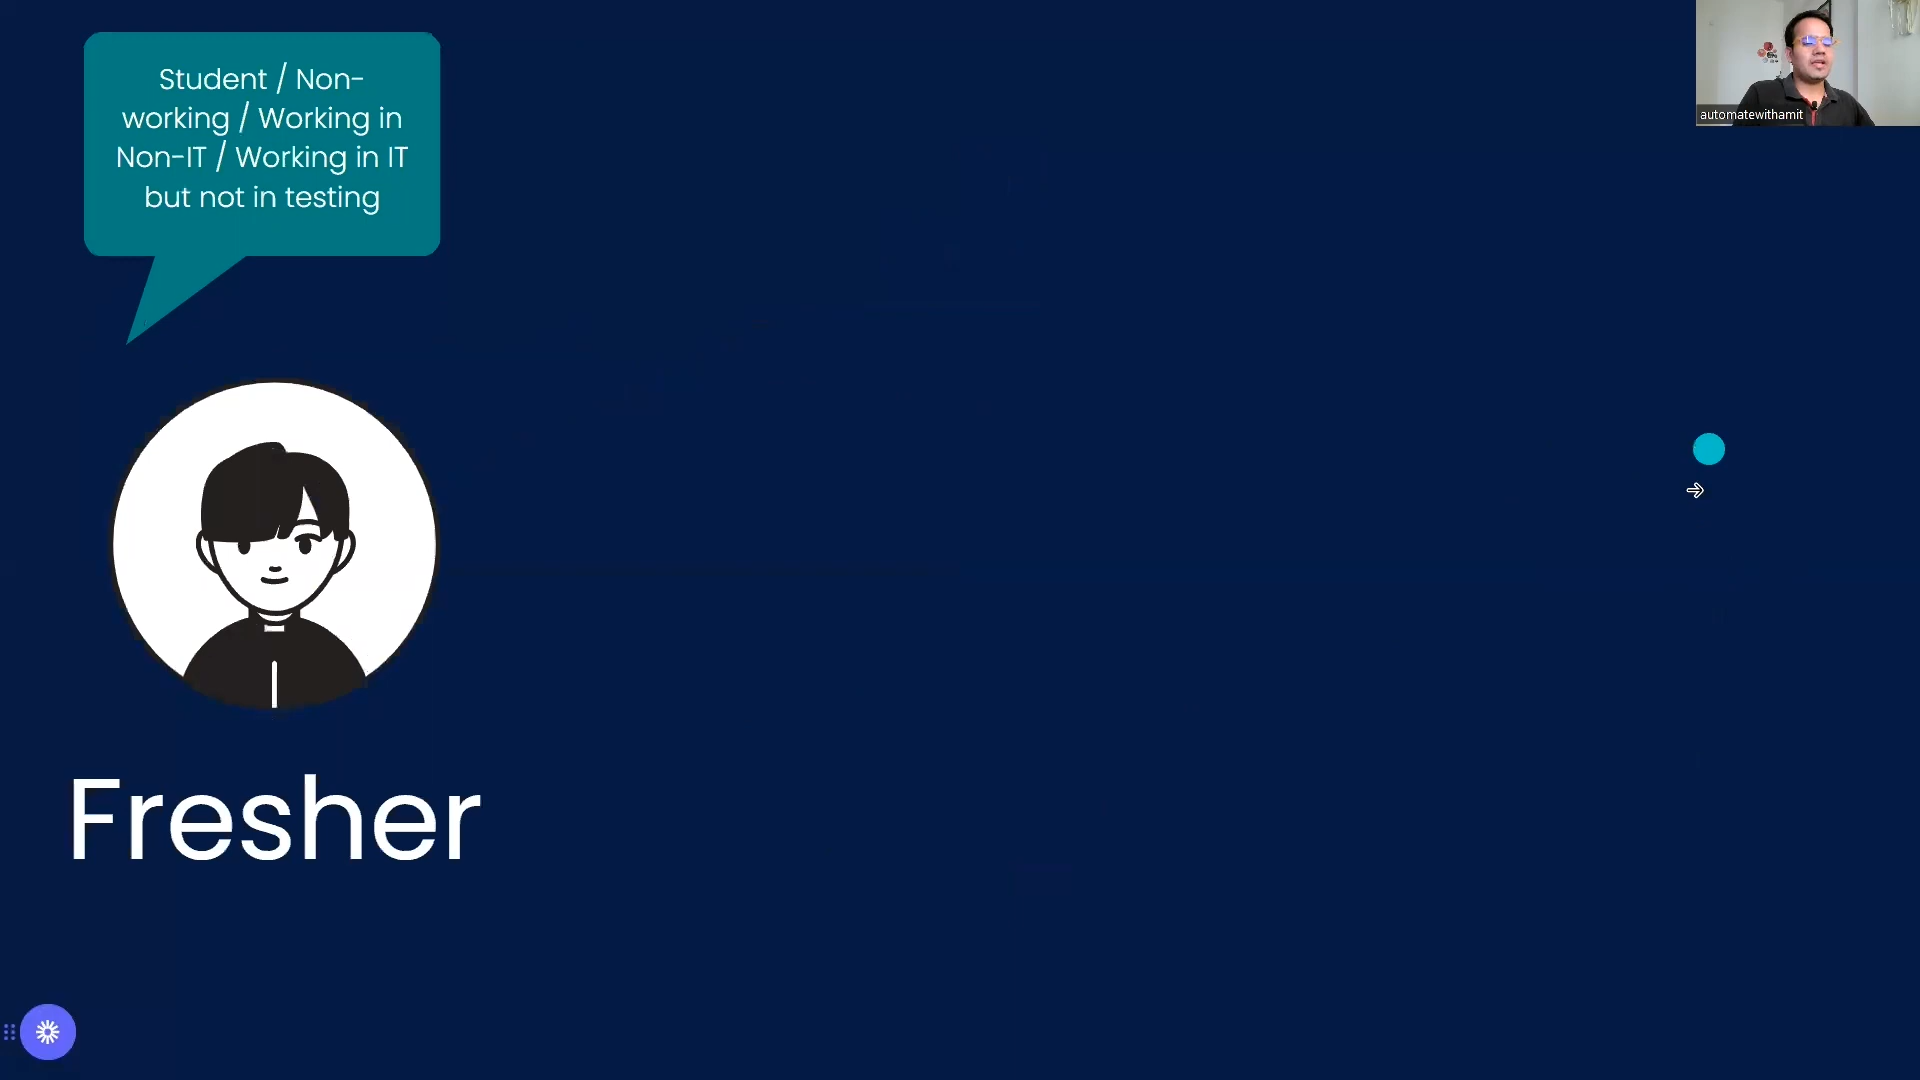 Student / Non-
working / Working in
Non-IT / Working in IT
but not in testing
automatewithamit
Fresher